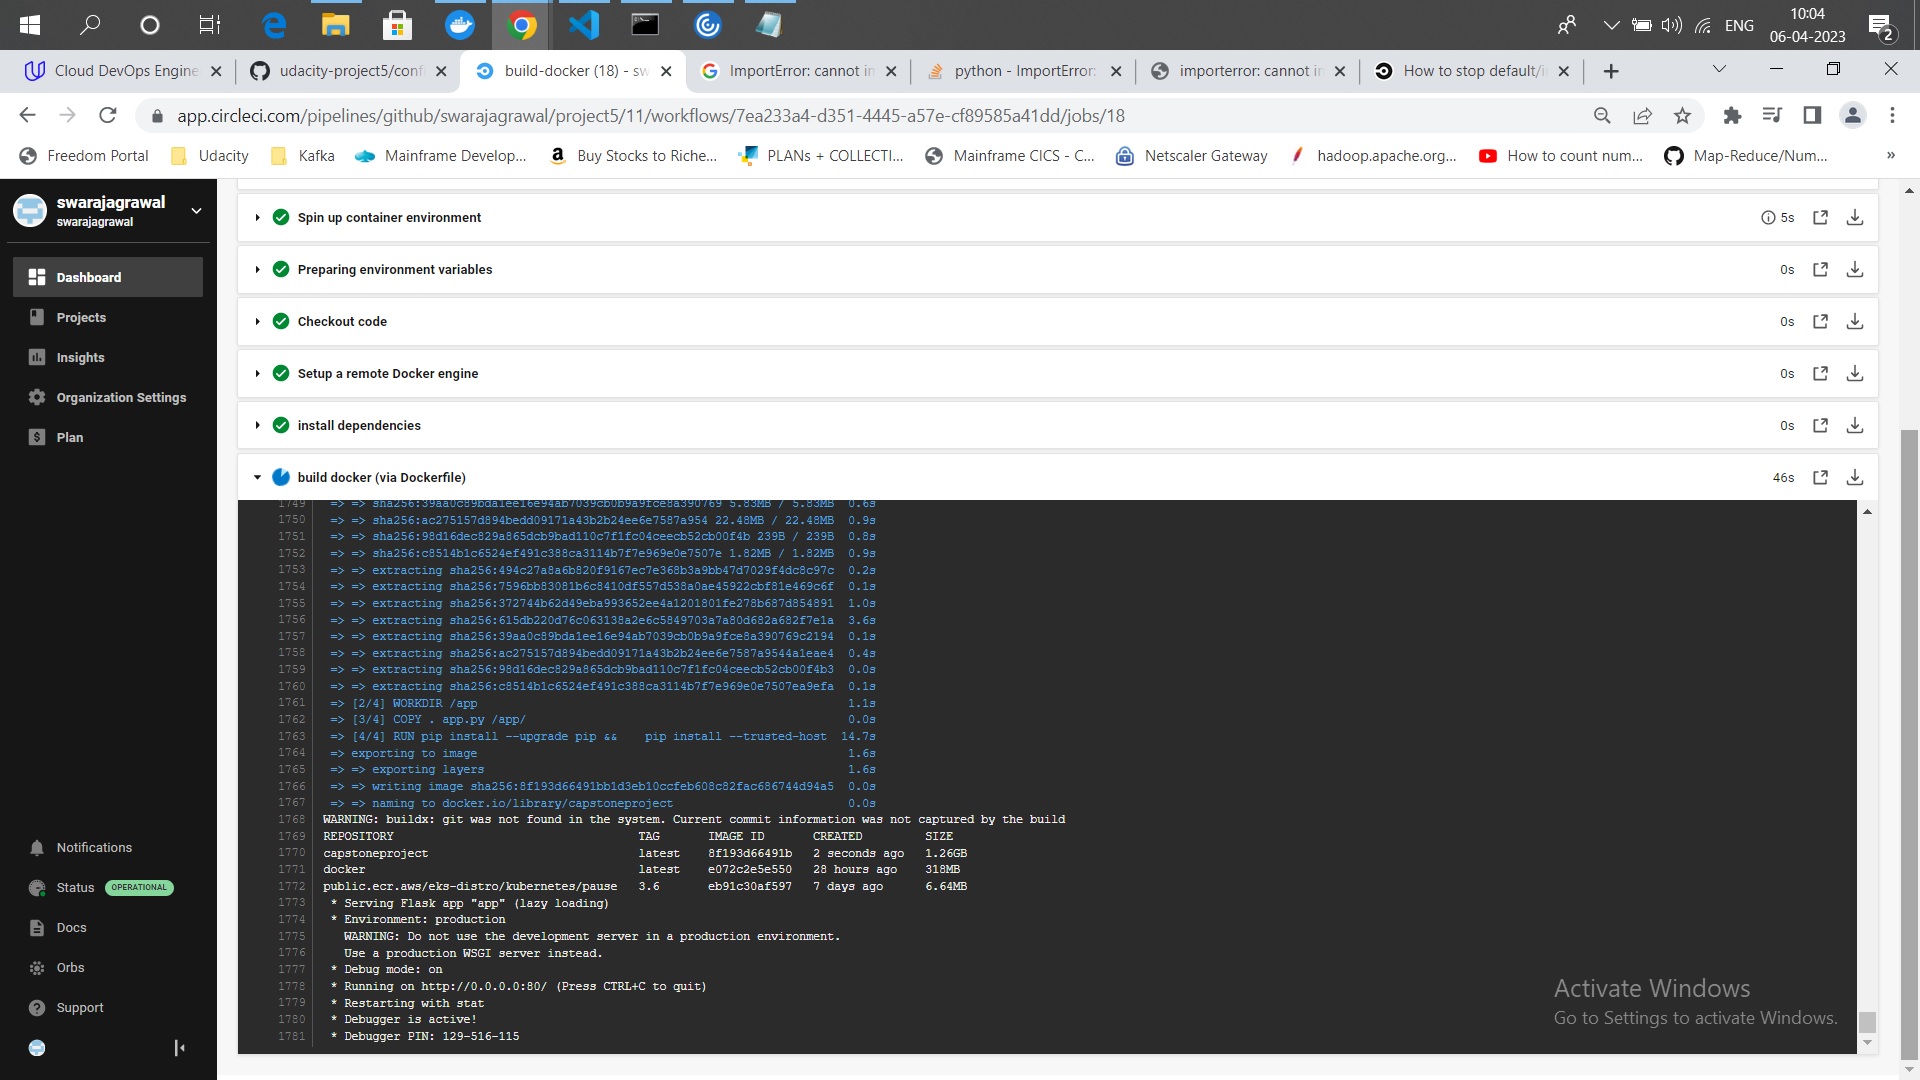 ENG
10:04
06-04-2023
2
Cloud DevOps Engine
udacity-project5/conf
build-docker (18) - sw
ImportError: cannot in
python - ImportError:
importerror: cannot in
How to stop default/i
app.circleci.com/pipelines/github/swarajagrawal/project5/11/workflows/7ea233a4-d351-4445-a57e-cf89585a41dd/jobs/18
Freedom Portal
Udacity
Kafka
Mainframe Develop...
Buy Stocks to Riche...
PLANs + COLLECTI...
Mainframe CICS - C...
Netscaler Gateway
hadoop.apache.org...
How to count num...
Map-Reduce/Num...
»
swarajagrawal
swarajagrawal
Dashboard
Projects
Insights
Organization Settings
Plan
Notifications
Status OPERATIONAL
Docs
Orbs
Support
Spin up container environment 5s
Preparing environment variables 0s
Checkout code 0s
Setup a remote Docker engine 0s
install dependencies 0s
build docker (via Dockerfile) 46s
1749 => => sha256:39aa0c89bda1ee16e94ab7039cb0b9a9fce8a390769 5.83MB / 5.83MB 0.6s
1750 => => sha256:ac275157d894bedd09171a43b2b24ee6e7587a954 22.48MB / 22.48MB 0.9s
1751 => => sha256:98d16dec829a865dcb9bad110c7f1fc04ceecb52cb00f4b 239B / 239B 0.8s
1752 => => sha256:c8514b1c6524ef491c388ca3114b7f7e969e0e7507e 1.82MB / 1.82MB 0.9s
1753 => => extracting sha256:494c27a8a6b820f9167ec7e368b3a9bb47d7029f4dc8c97c 0.2s
1754 => => extracting sha256:7596bb83081b6c8410df557d538a0ae45922cbf81e469c6f 0.1s
1755 => => extracting sha256:372744b62d49eba993652ee4a1201801fe278b687d854891 1.0s
1756 => => extracting sha256:615db220d76c063138a2e6c5849703a7a80d682a682f7e1a 3.6s
1757 => => extracting sha256:39aa0c89bda1ee16e94ab7039cb0b9a9fce8a390769c2194 0.1s
1758 => => extracting sha256:ac275157d894bedd09171a43b2b24ee6e7587a9544a1eae4 0.4s
1759 => => extracting sha256:98d16dec829a865dcb9bad110c7f1fc04ceecb52cb00f4b3 0.0s
1760 => => extracting sha256:c8514b1c6524ef491c388ca3114b7f7e969e0e7507ea9efa 0.1s
1761 => [2/4] WORKDIR /app 1.1s
1762 => [3/4] COPY . app.py /app/ 0.0s
1763 => [4/4] RUN pip install --upgrade pip && pip install --trusted-host 14.7s
1764 => exporting to image 1.6s
1765 => => exporting layers 1.6s
1766 => => writing image sha256:8f193d66491bb1d3eb10ccfeb608c82fac686744d94a5 0.0s
1767 => => naming to docker.io/library/capstoneproject 0.0s
1768 WARNING: buildx: git was not found in the system. Current commit information was not captured by the build
1769 REPOSITORY TAG IMAGE ID CREATED SIZE
1770 capstoneproject latest 8f193d66491b 2 seconds ago 1.26GB
1771 docker latest e072c2e5e550 28 hours ago 318MB
1772 public.ecr.aws/eks-distro/kubernetes/pause 3.6 eb91c30af597 7 days ago 6.64MB
1773 * Serving Flask app "app" (lazy loading)
1774 * Environment: production
1775 WARNING: Do not use the development server in a production environment.
1776 Use a production WSGI server instead.
1777 * Debug mode: on
1778 * Running on http://0.0.0.0:80/ (Press CTRL+C to quit)
1779 * Restarting with stat
1780 * Debugger is active!
1781 * Debugger PIN: 129-516-115
Activate Windows
Go to Settings to activate Windows.